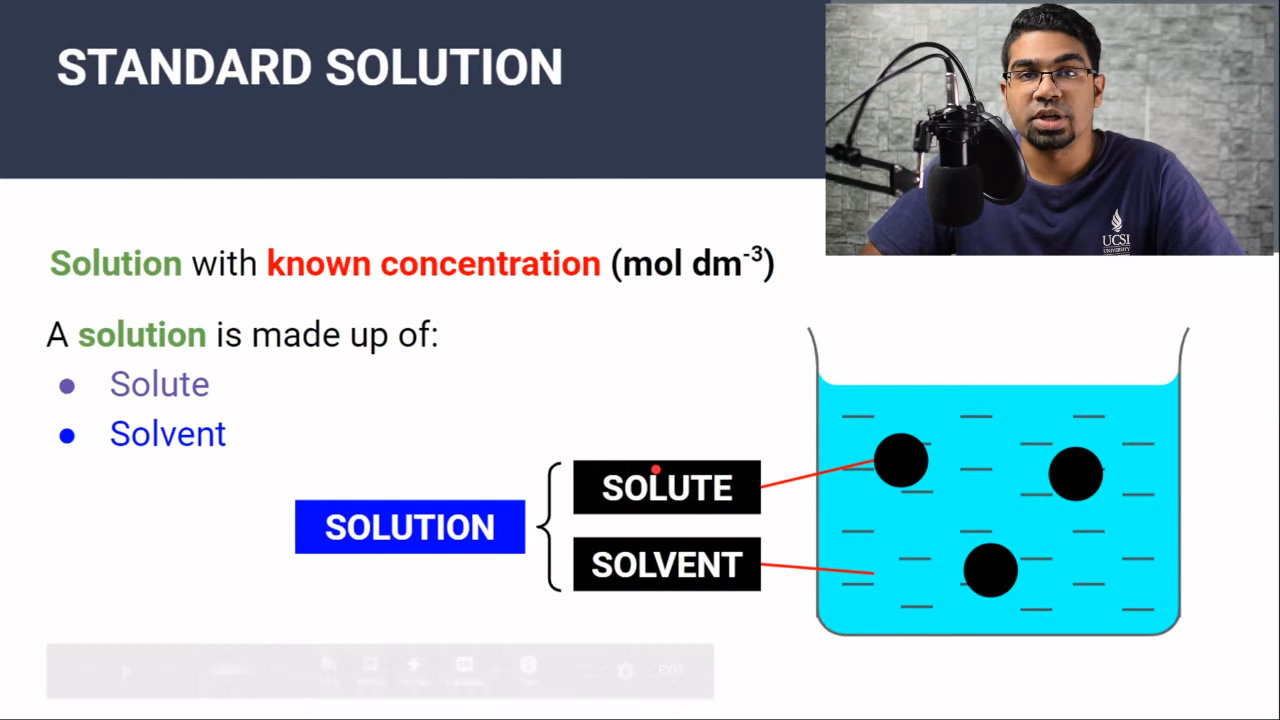 STANDARD SOLUTION
UCSI
UNIVERSITY
Solution with known concentration (mol dm⁻³)
A solution is made up of:
● Solute
● Solvent
SOLUTE
SOLUTION
SOLVENT
EXIT